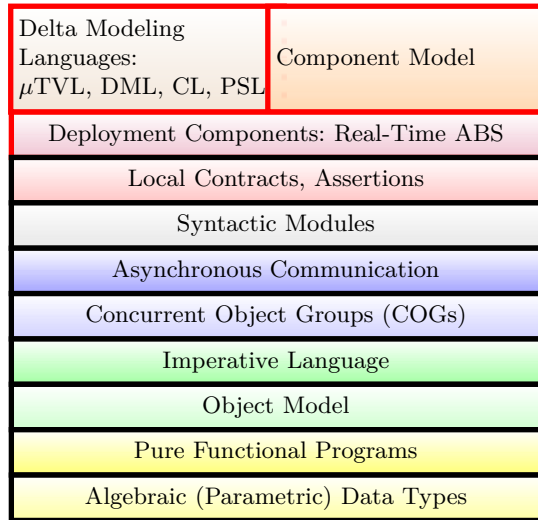 Delta Modeling
Languages:
μTVL, DML, CL, PSL
Component Model
Deployment Components: Real-Time ABS
Local Contracts, Assertions
Syntactic Modules
Asynchronous Communication
Concurrent Object Groups (COGs)
Imperative Language
Object Model
Pure Functional Programs
Algebraic (Parametric) Data Types